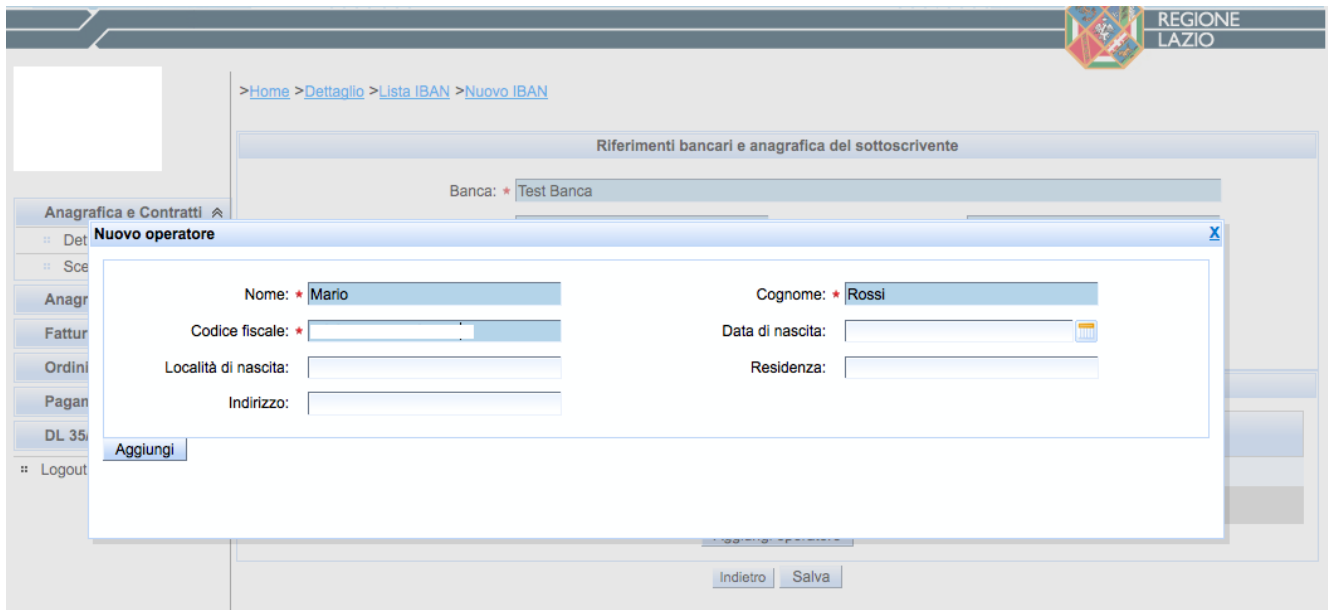 REGIONE
LAZIO
>Home >Dettaglio >Lista IBAN >Nuovo IBAN
Riferimenti bancari e anagrafica del sottoscrivente
Banca: * Test Banca
Anagrafica e Contratti
Det
Sce
Anagr
Fattur
Ordini
Pagan
DL 35/
Logout
Nuovo operatore
X
Nome: * Mario
Cognome: * Rossi
Codice fiscale: *
Data di nascita:
Località di nascita:
Residenza:
Indirizzo:
Aggiungi
Aggiungi operatore
Indietro
Salva